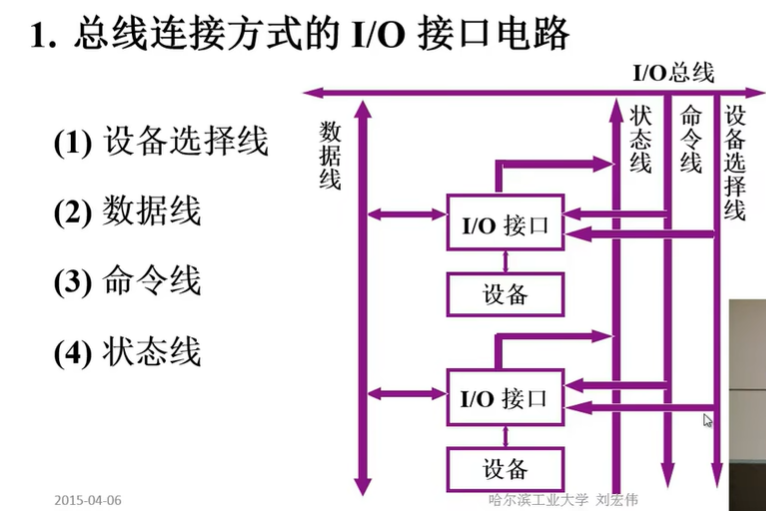 1. 总线连接方式的 I/O 接口电路
(1) 设备选择线
(2) 数据线
(3) 命令线
(4) 状态线
I/O总线
数据线
状态线
命令线
设备选择线
I/O 接口
设备
I/O 接口
设备
2015-04-06
哈尔滨工业大学 刘宏伟